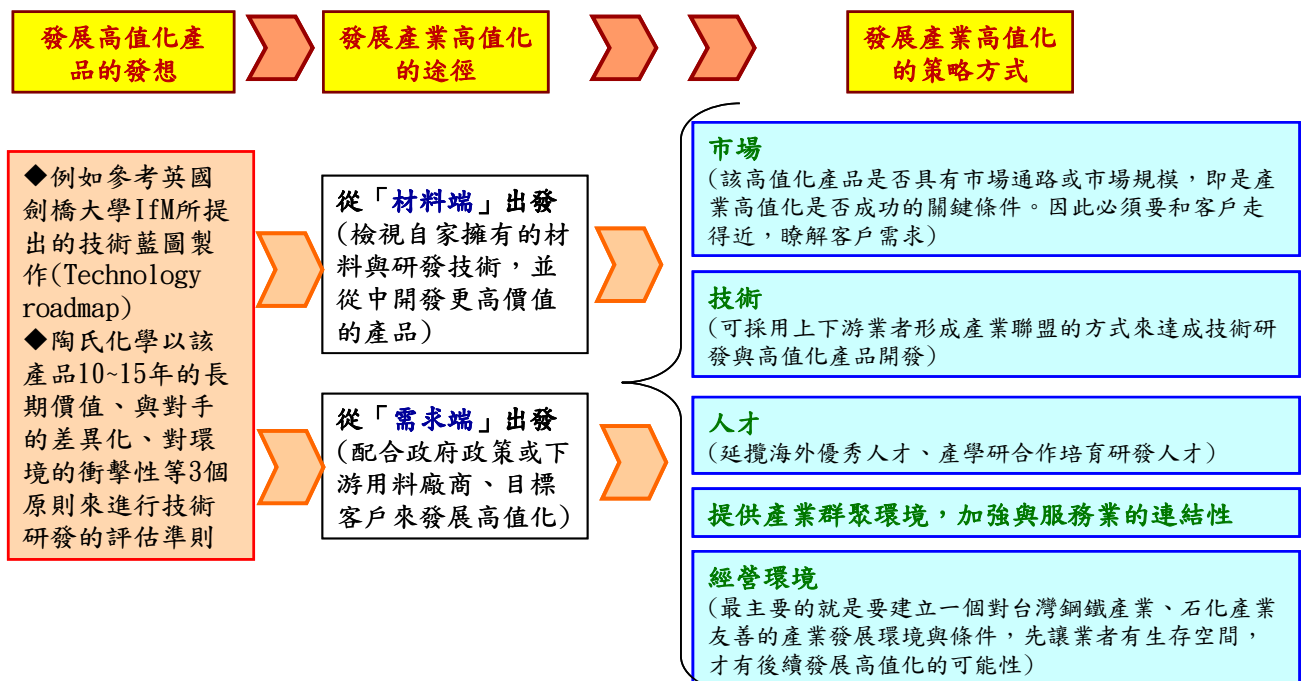 發展高值化產
品的發想
發展產業高值化
的途徑
發展產業高值化
的策略方式
◆例如參考英國
劍橋大學IfM所提
出的技術藍圖製
作(Technology
roadmap)
◆陶氏化學以該
產品10~15年的長
期價值、與對手
的差異化、對環
境的衝擊性等3個
原則來進行技術
研發的評估準則
從「材料端」出發
(檢視自家擁有的材
料與研發技術，並
從中開發更高價值
的產品)
從「需求端」出發
(配合政府政策或下
游用料廠商、目標
客戶來發展高值化)
市場
(該高值化產品是否具有市場通路或市場規模，即是產
業高值化是否成功的關鍵條件。因此必須要和客戶走
得近，瞭解客戶需求)
技術
(可採用上下游業者形成產業聯盟的方式來達成技術研
發與高值化產品開發)
人才
(延攬海外優秀人才、產學研合作培育研發人才)
提供產業群聚環境，加強與服務業的連結性
經營環境
(最主要的就是要建立一個對台灣鋼鐵產業、石化產業
友善的產業發展環境與條件，先讓業者有生存空間，
才有後續發展高值化的可能性)